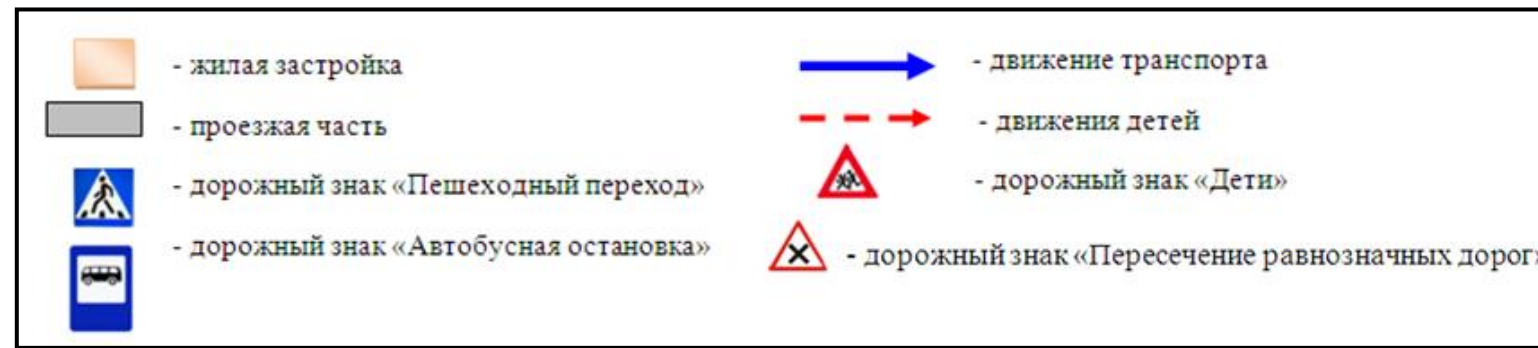 - жилая застройка
- проезжая часть
- дорожный знак «Пешеходный переход»
- дорожный знак «Автобусная остановка»
- движение транспорта
- движения детей
- дорожный знак «Дети»
- дорожный знак «Пересечение равнозначных дорог»